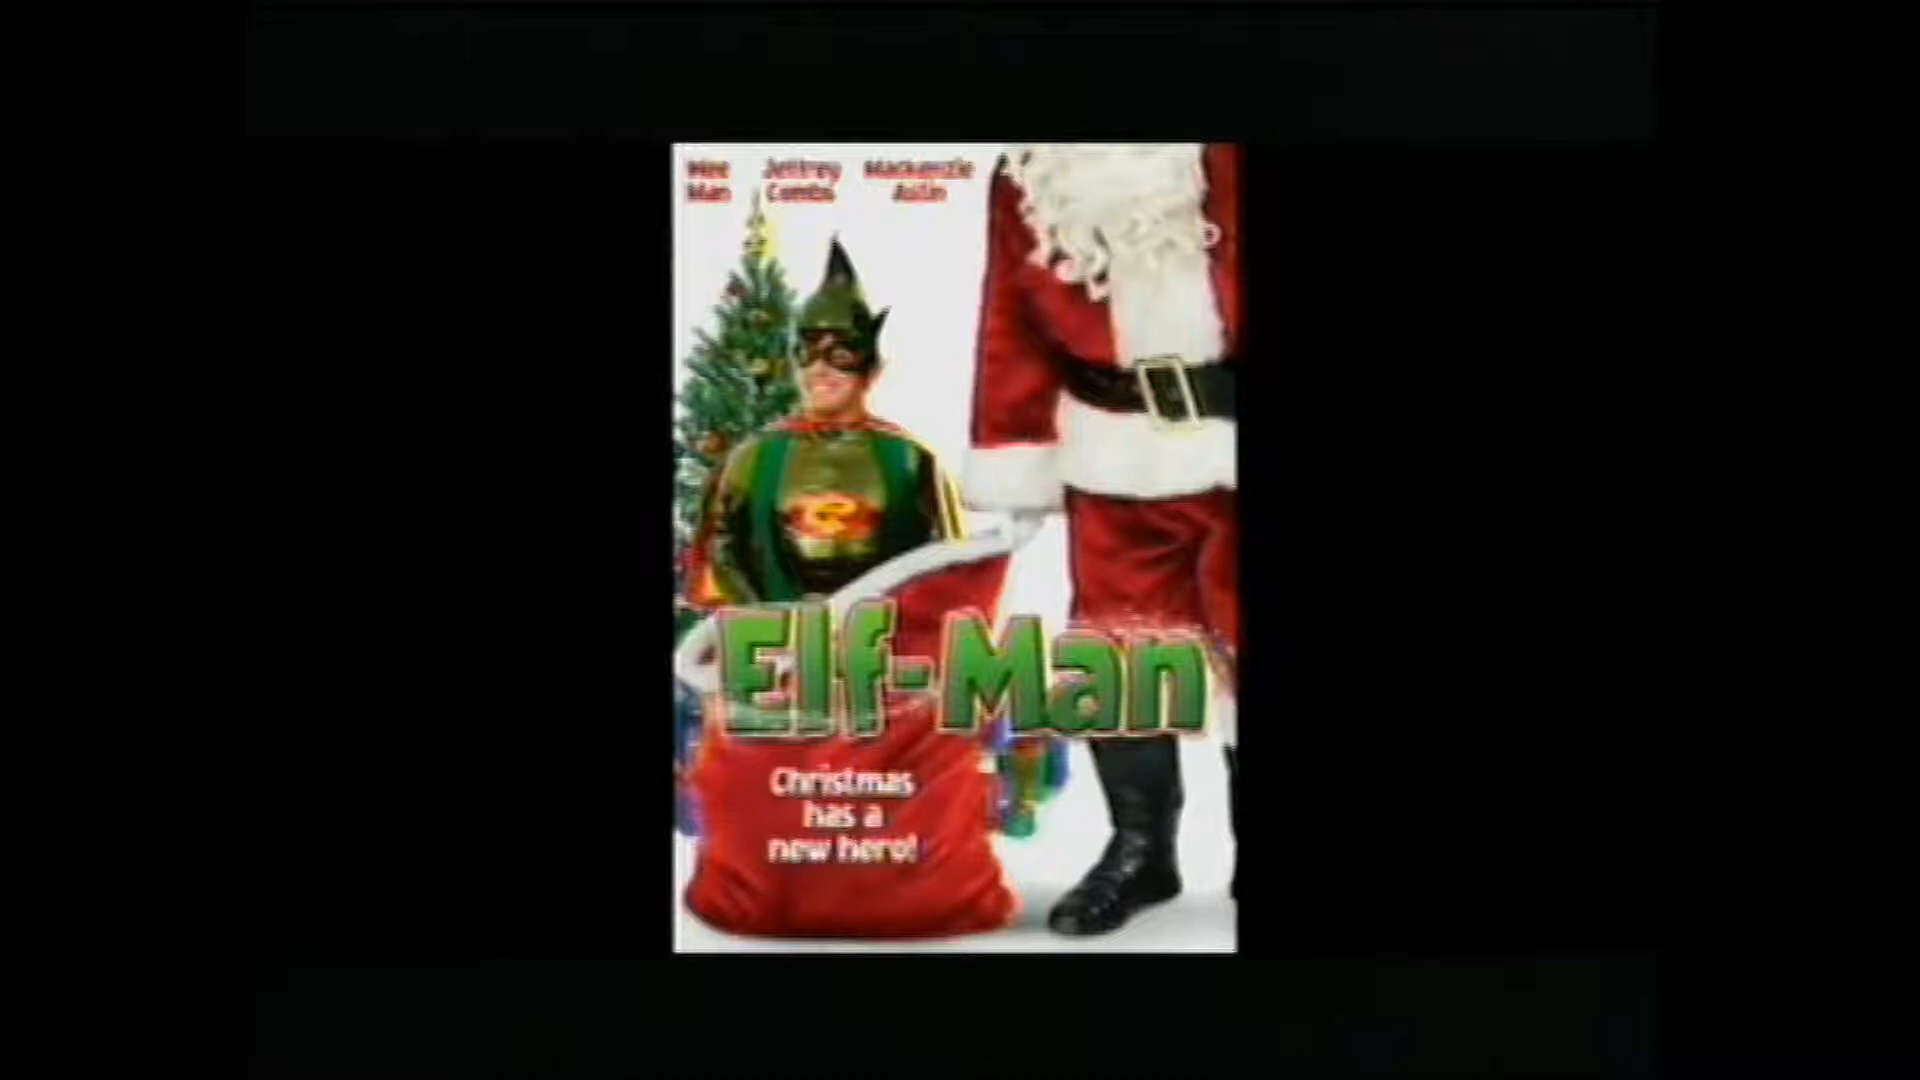 Wee Jeffrey Mackenzie
Man Combs Astin
e
Elf-Man
Christmas
has a
new hero!